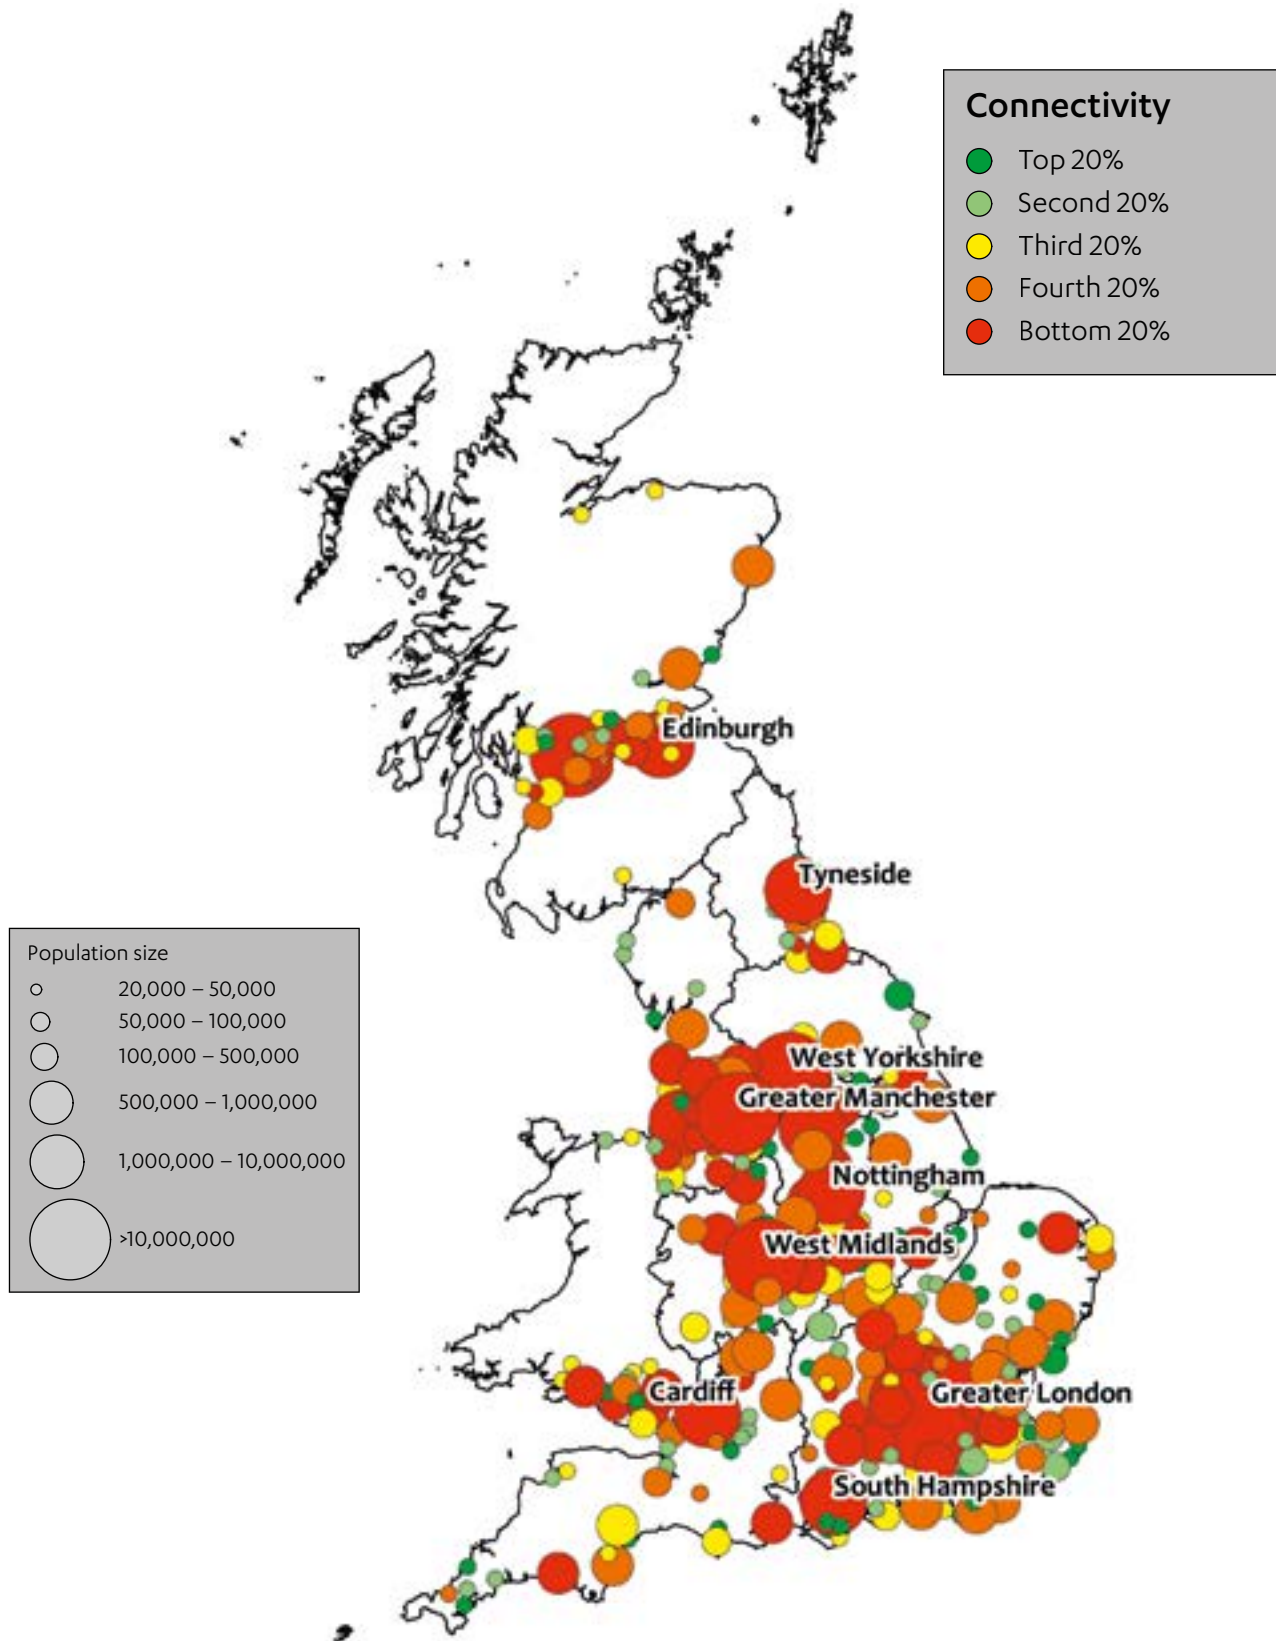 Connectivity
Top 20%
Second 20%
Third 20%
Fourth 20%
Bottom 20%
Edinburgh
Tyneside
Population size
20,000 – 50,000
50,000 – 100,000
100,000 – 500,000
500,000 – 1,000,000
1,000,000 – 10,000,000
>10,000,000
West Yorkshire
Greater Manchester
Nottingham
West Midlands
Cardiff
Greater London
South Hampshire